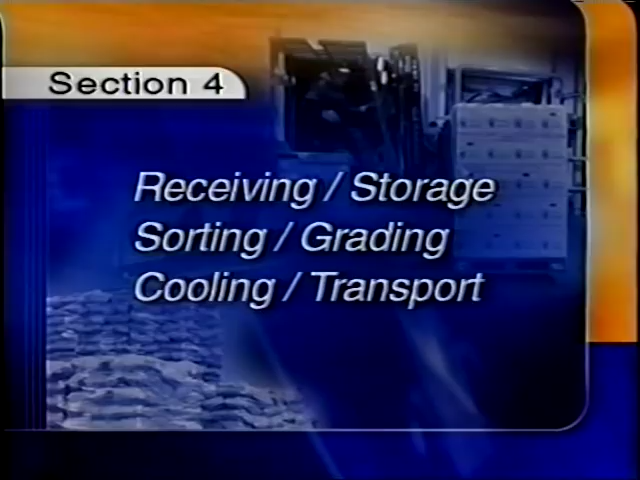 Section 4
Receiving / Storage
Sorting / Grading
Cooling / Transport